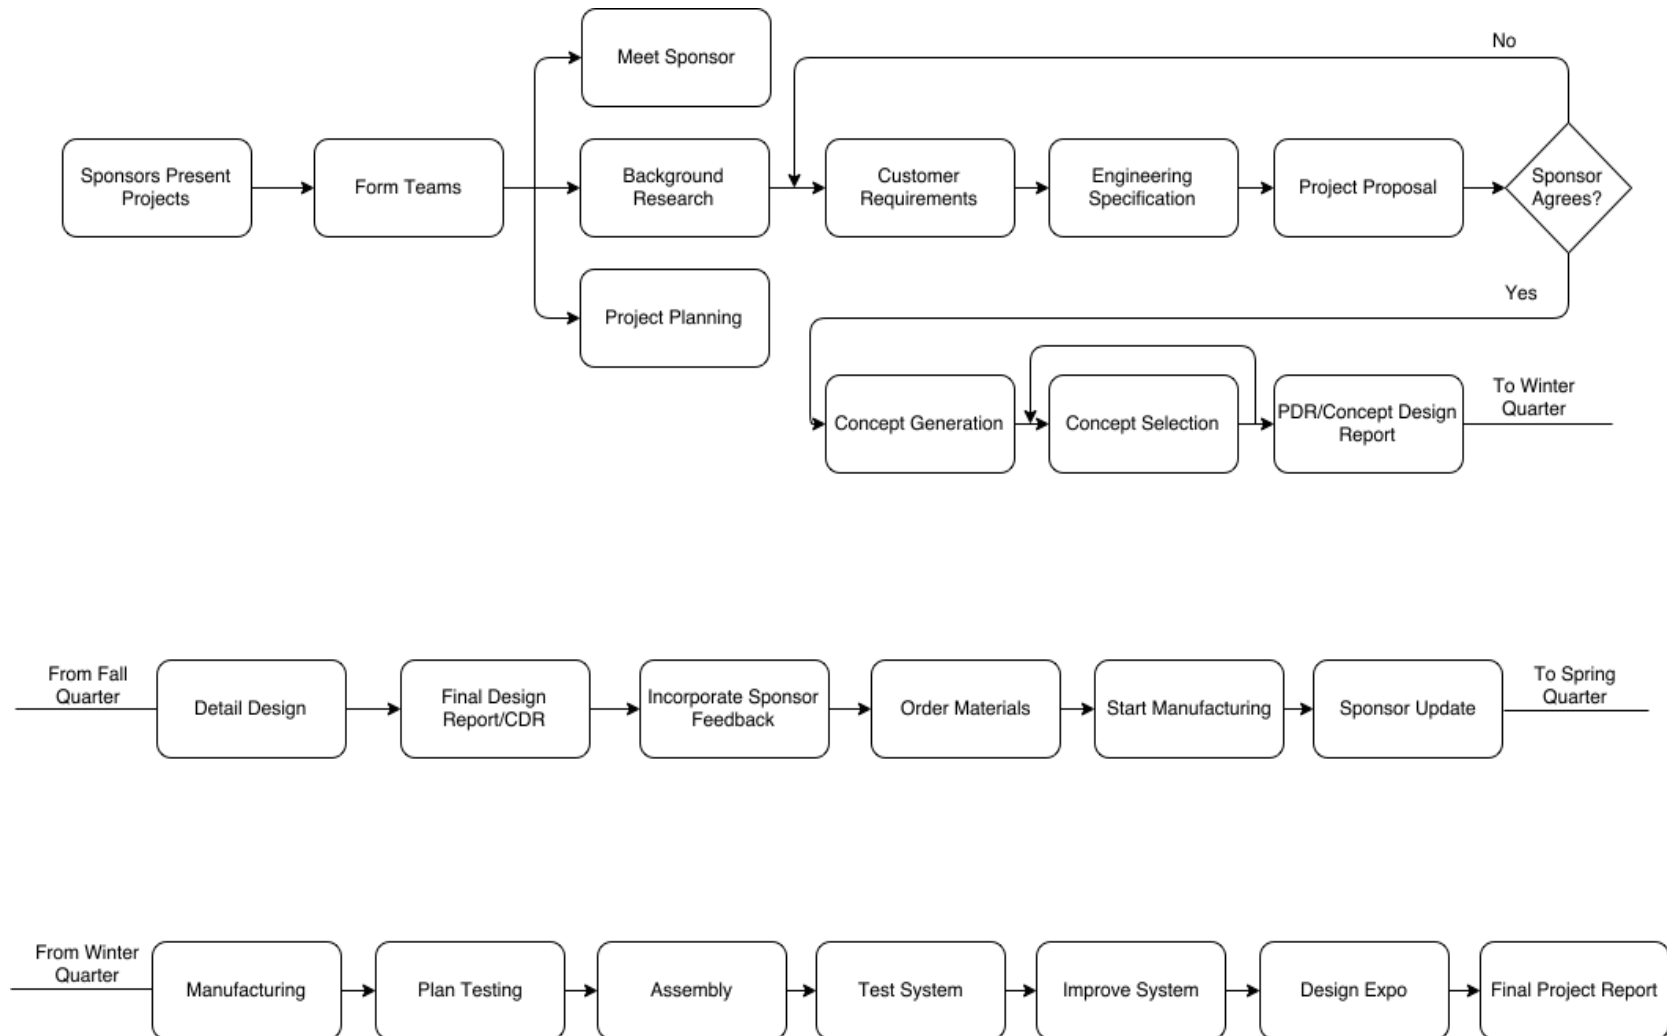 Meet Sponsor
No
Sponsors Present
Projects
Form Teams
Background
Research
Customer
Requirements
Engineering
Specification
Project Proposal
Sponsor
Agrees?
Project Planning
Yes
Concept Generation
Concept Selection
PDR/Concept Design
Report
To Winter
Quarter
From Fall
Quarter
Detail Design
Final Design
Report/CDR
Incorporate Sponsor
Feedback
Order Materials
Start Manufacturing
Sponsor Update
To Spring
Quarter
From Winter
Quarter
Manufacturing
Plan Testing
Assembly
Test System
Improve System
Design Expo
Final Project Report